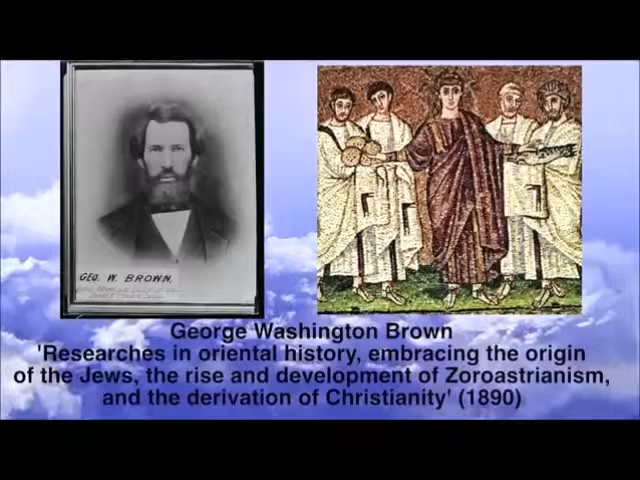 GEO. W. BROWN,
George Washington Brown
'Researches in oriental history, embracing the origin
of the Jews, the rise and development of Zoroastrianism,
and the derivation of Christianity' (1890)